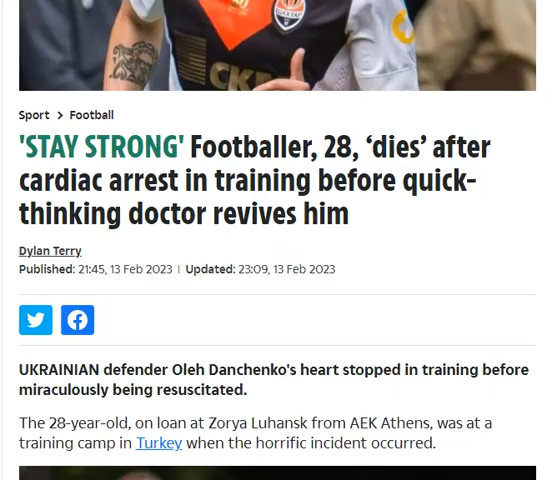 CKM
Sport > Football
'STAY STRONG' Footballer, 28, ‘dies’ after
cardiac arrest in training before quick-
thinking doctor revives him
Dylan Terry
Published: 21:45, 13 Feb 2023 | Updated: 23:09, 13 Feb 2023
UKRAINIAN defender Oleh Danchenko's heart stopped in training before
miraculously being resuscitated.
The 28-year-old, on loan at Zorya Luhansk from AEK Athens, was at a
training camp in Turkey when the horrific incident occurred.